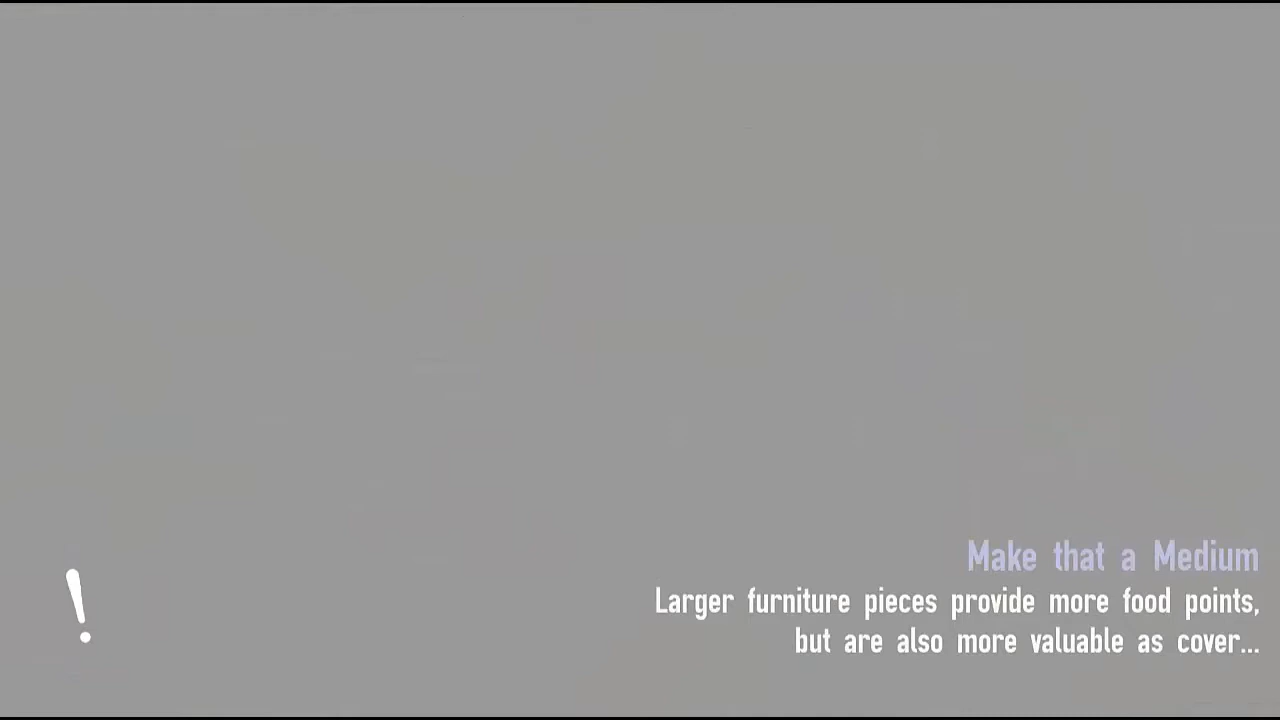 Make that a Medium
Larger furniture pieces provide more food points,
but are also more valuable as cover...
!